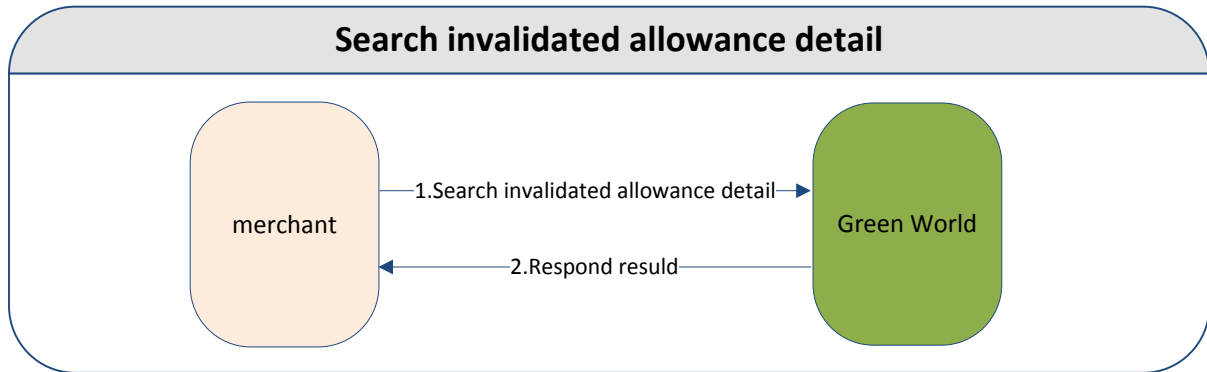 Search invalidated allowance detail
1.Search invalidated allowance detail
merchant
Green World
2.Respond resuld